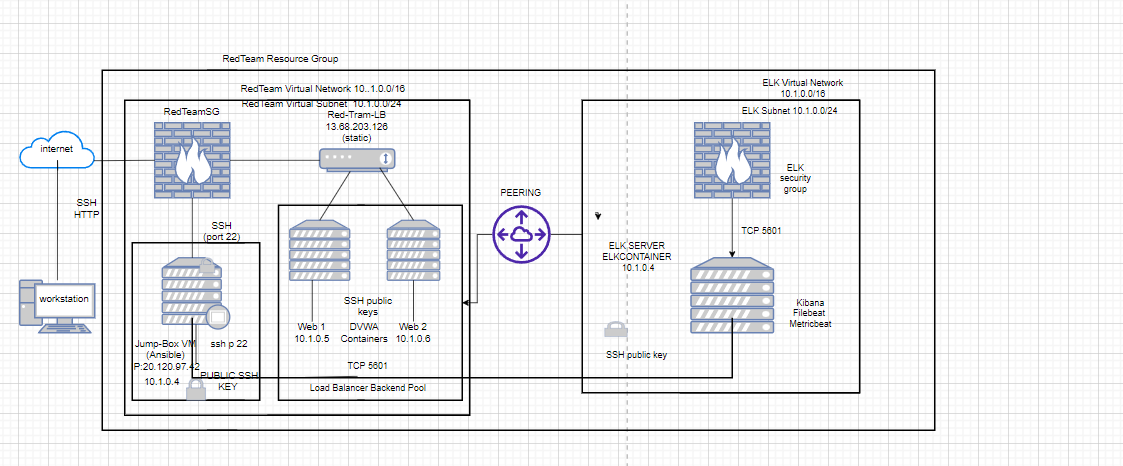 RedTeam Resource Group
RedTeam Virtual Network 10..1.0.0/16
RedTeam Virtual Subnet 10.1.0.0/24
RedTeamSG
Red-Tram-LB
13.68.203.126
(static)
internet
SSH
HTTP
workstation
SSH
(port 22)
Jump-Box VM
(Ansible)
P:20.120.97.42
10.1.0.4
ssh p 22
PUBLIC SSH
KEY
SSH public
keys
Web 1
10.1.0.5
DVWA
Containers
Web 2
10.1.0.6
TCP 5601
Load Balancer Backend Pool
PEERING
ELK Virtual Network
10.1.0.0/16
ELK Subnet 10.1.0.0/24
ELK
security
group
TCP 5601
ELK SERVER
ELKCONTAINER
10.1.0.4
Kibana
Filebeat
Metricbeat
SSH public key